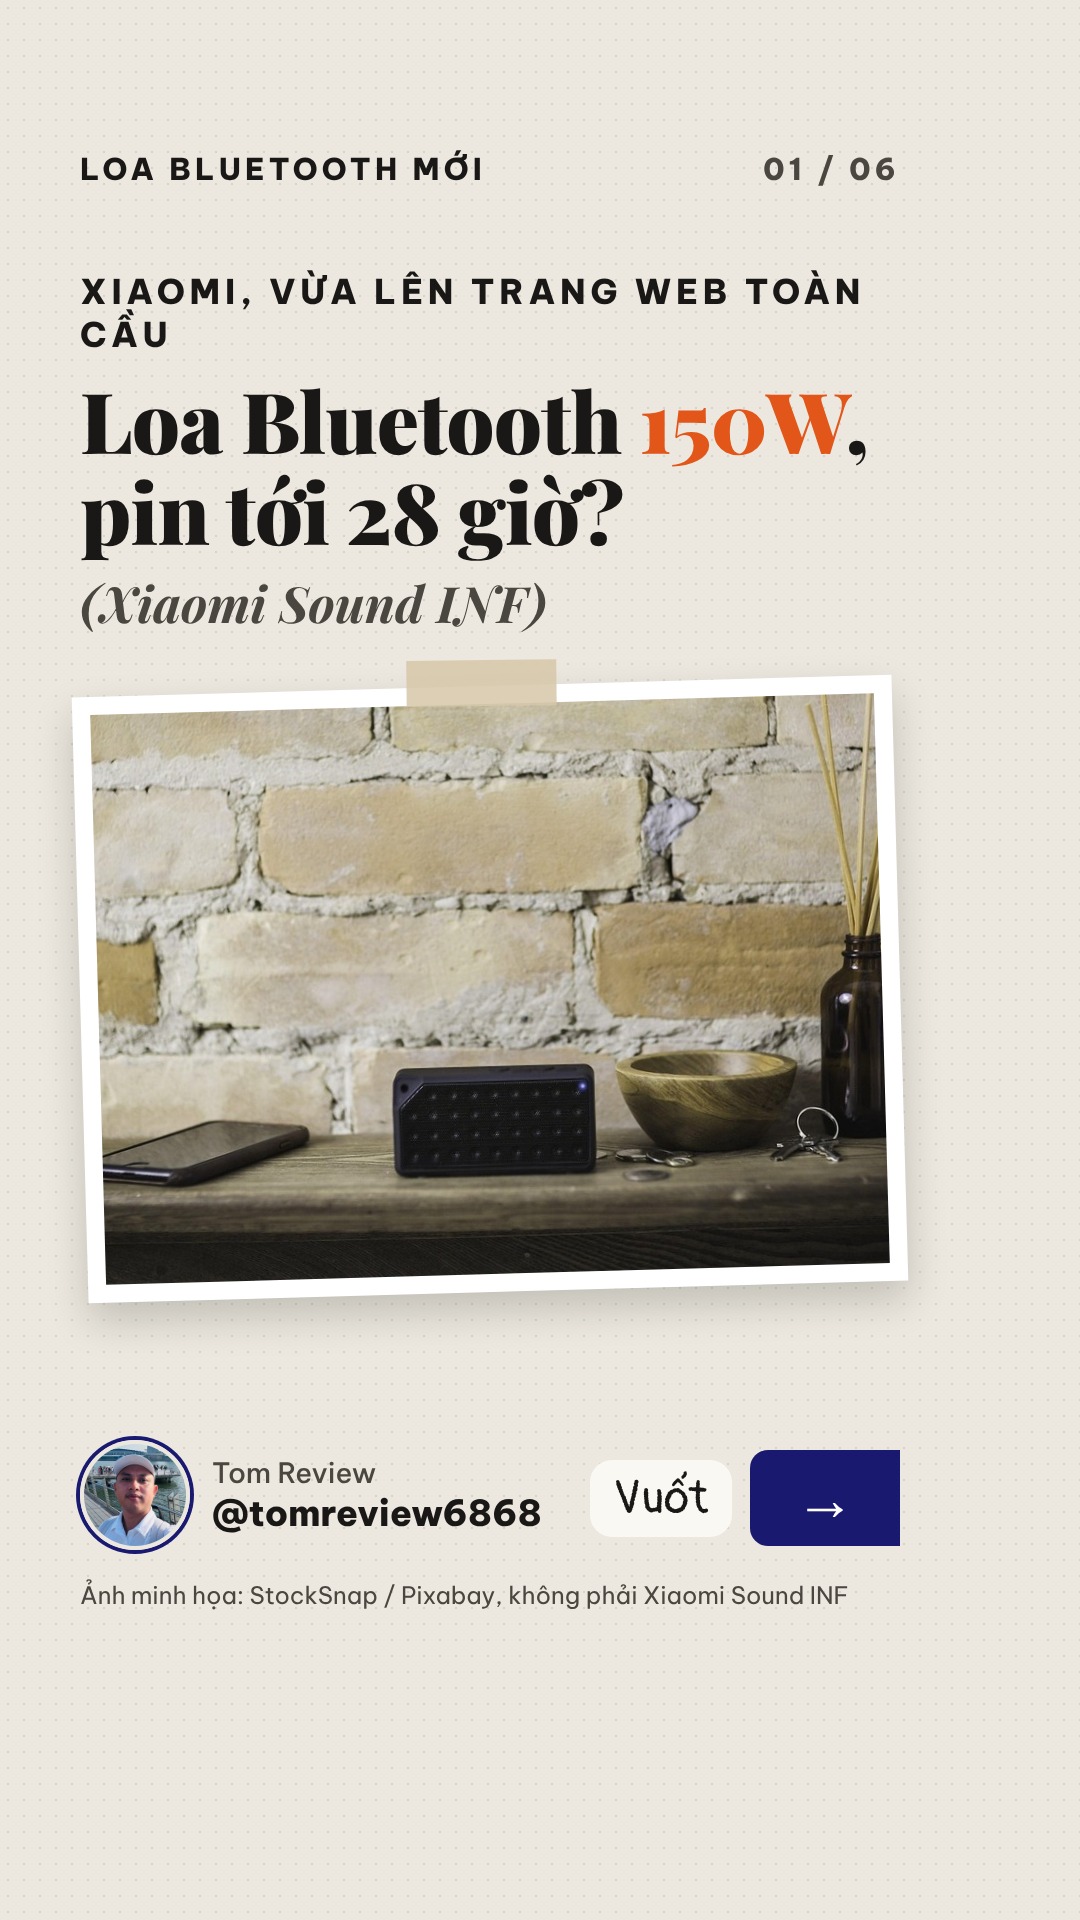 LOA BLUETOOTH MỚI
01 / 06
XIAOMI, VỪA LÊN TRANG WEB TOÀN
CẦU
Loa Bluetooth 150W,
pin tới 28 giờ?
(Xiaomi Sound INF)
Tom Review
@tomreview6868
Vuốt
→
Ảnh minh họa: StockSnap / Pixabay, không phải Xiaomi Sound INF